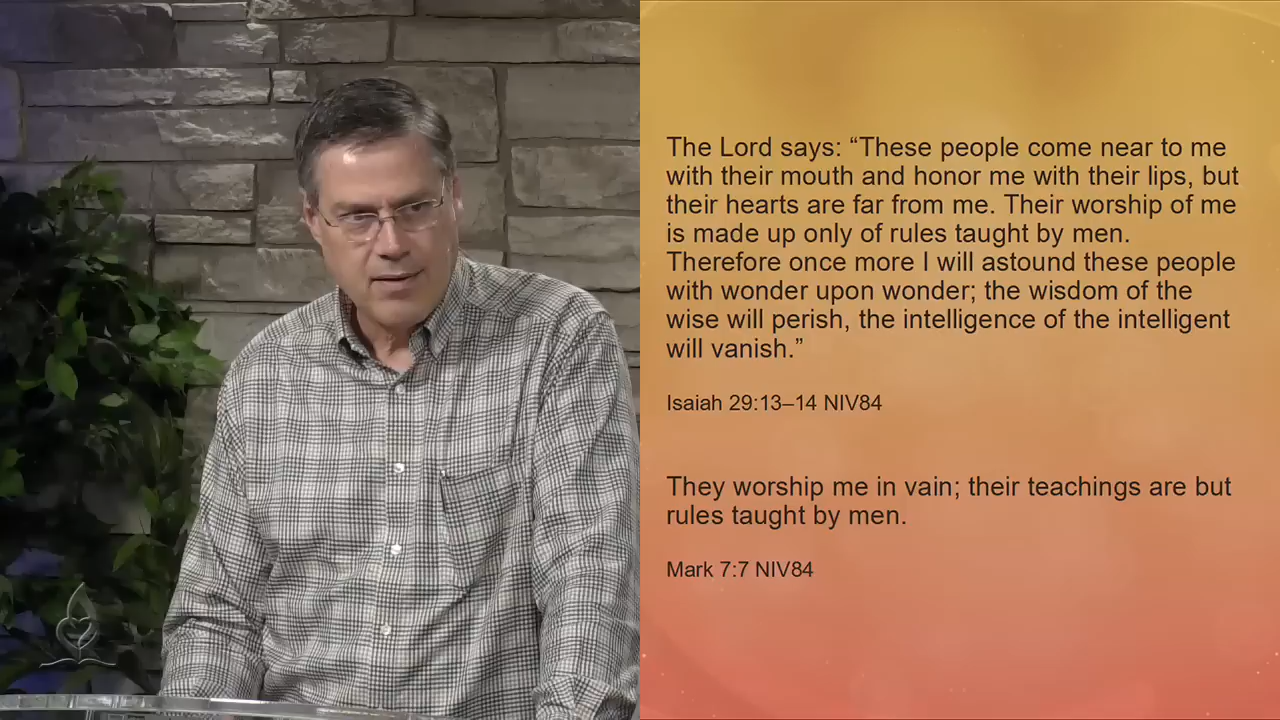 The Lord says: “These people come near to me
with their mouth and honor me with their lips, but
their hearts are far from me. Their worship of me
is made up only of rules taught by men.
Therefore once more I will astound these people
with wonder upon wonder; the wisdom of the
wise will perish, the intelligence of the intelligent
will vanish.”
Isaiah 29:13–14 NIV84
They worship me in vain; their teachings are but
rules taught by men.
Mark 7:7 NIV84